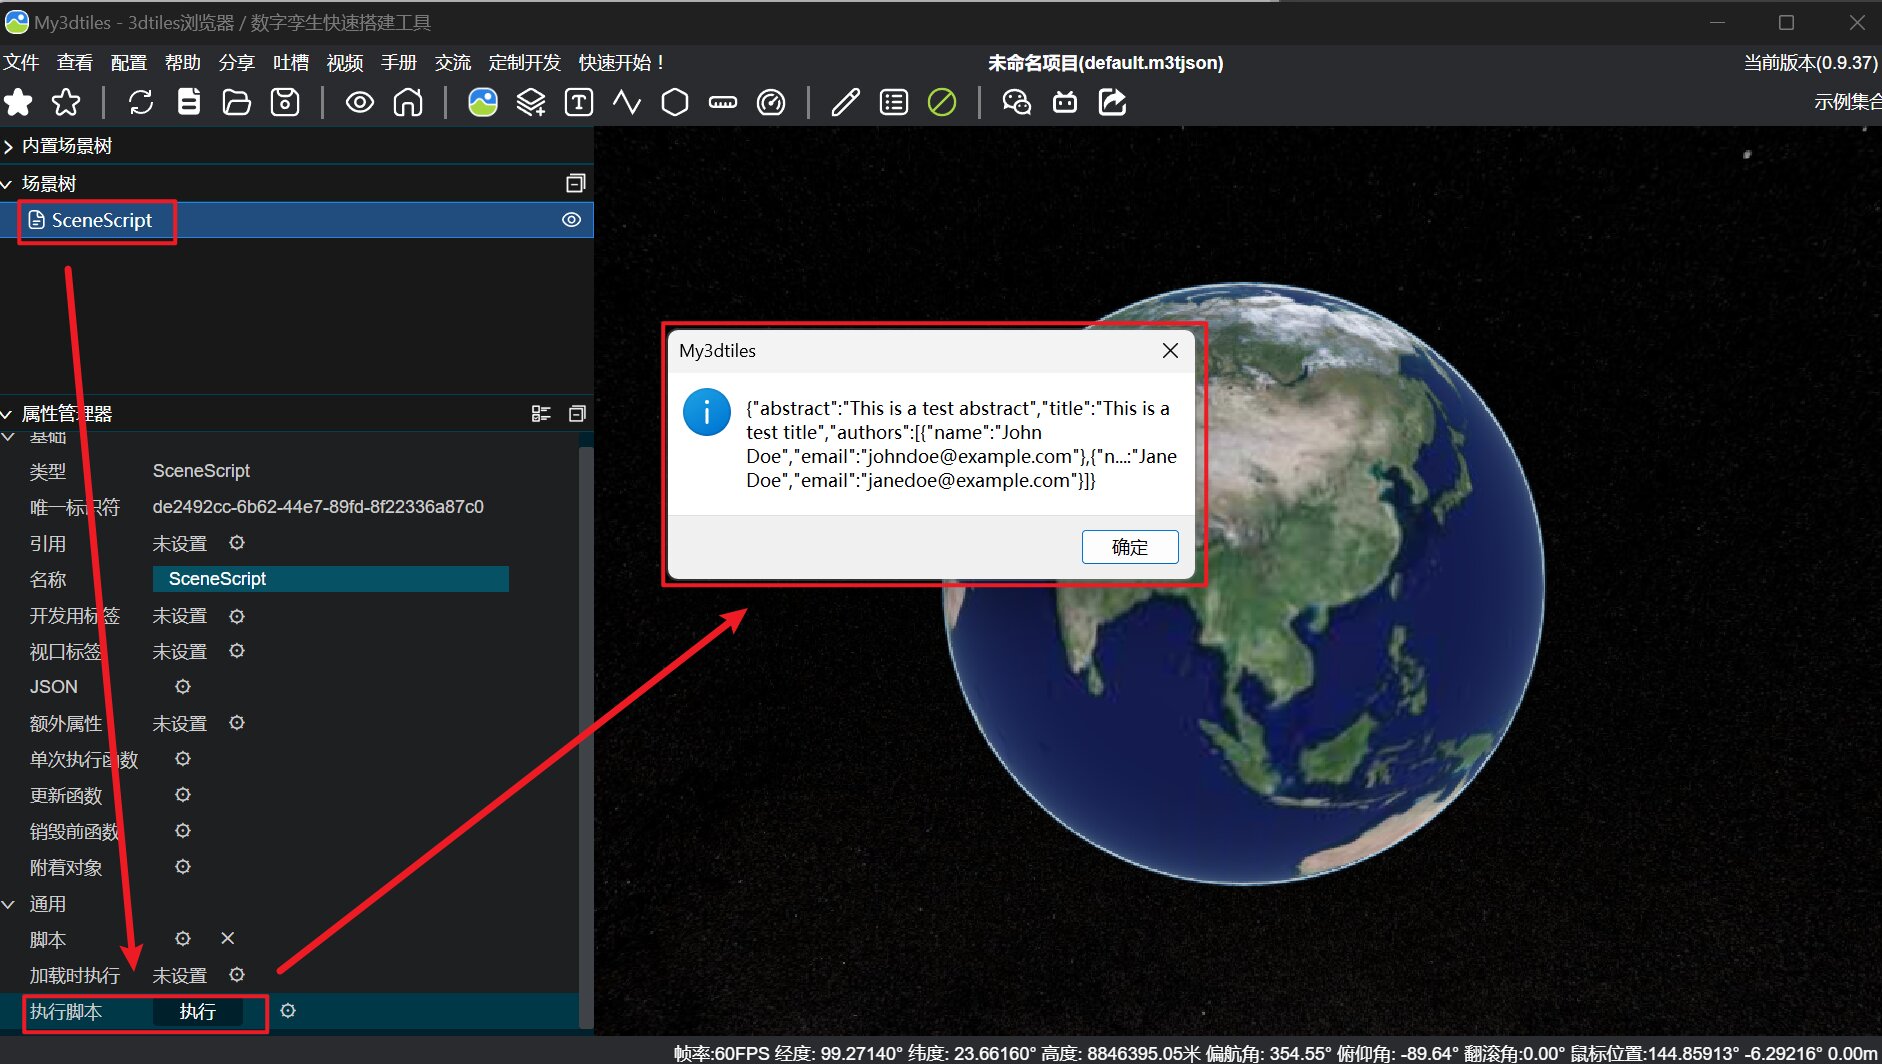 My3dtiles - 3dtiles浏览器 / 数字孪生快速搭建工具
文件 查看 配置 帮助 分享 吐槽 视频 手册 交流 定制开发 快速开始！
未命名项目(default.m3tjson)
当前版本(0.9.37)
示例集合
内置场景树
场景树
SceneScript
属性管理器
基础
类型 SceneScript
唯一标识符 de2492cc-6b62-44e7-89fd-8f22336a87c0
引用 未设置
名称 SceneScript
开发用标签 未设置
视口标签 未设置
JSON
额外属性 未设置
单次执行函数
更新函数
销毁前函数
附着对象
通用
脚本
加载时执行 未设置
执行脚本 执行
My3dtiles
{"abstract":"This is a test abstract","title":"This is a
test title","authors":[{"name":"John
Doe","email":"johndoe@example.com"},{"n...:"Jane
Doe","email":"janedoe@example.com"}]}
确定
帧率:60FPS 经度: 99.27140° 纬度: 23.66160° 高度: 8846395.05米 偏航角: 354.55° 俯仰角: -89.64° 翻滚角:0.00° 鼠标位置:144.85913° -6.29216° 0.00m